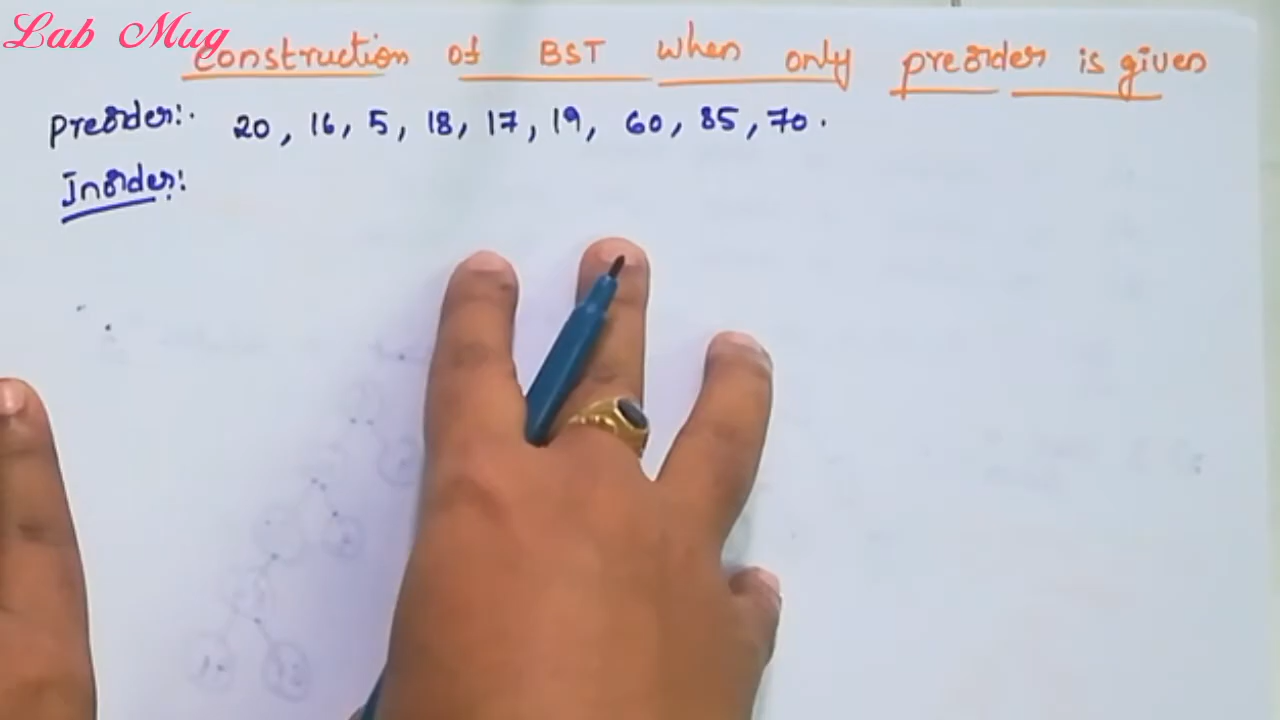 Lab Mug
Construction of BST when only preorder is given
Preorder:. 20, 16, 5, 18, 17, 19, 60, 85, 70.
Inorder: